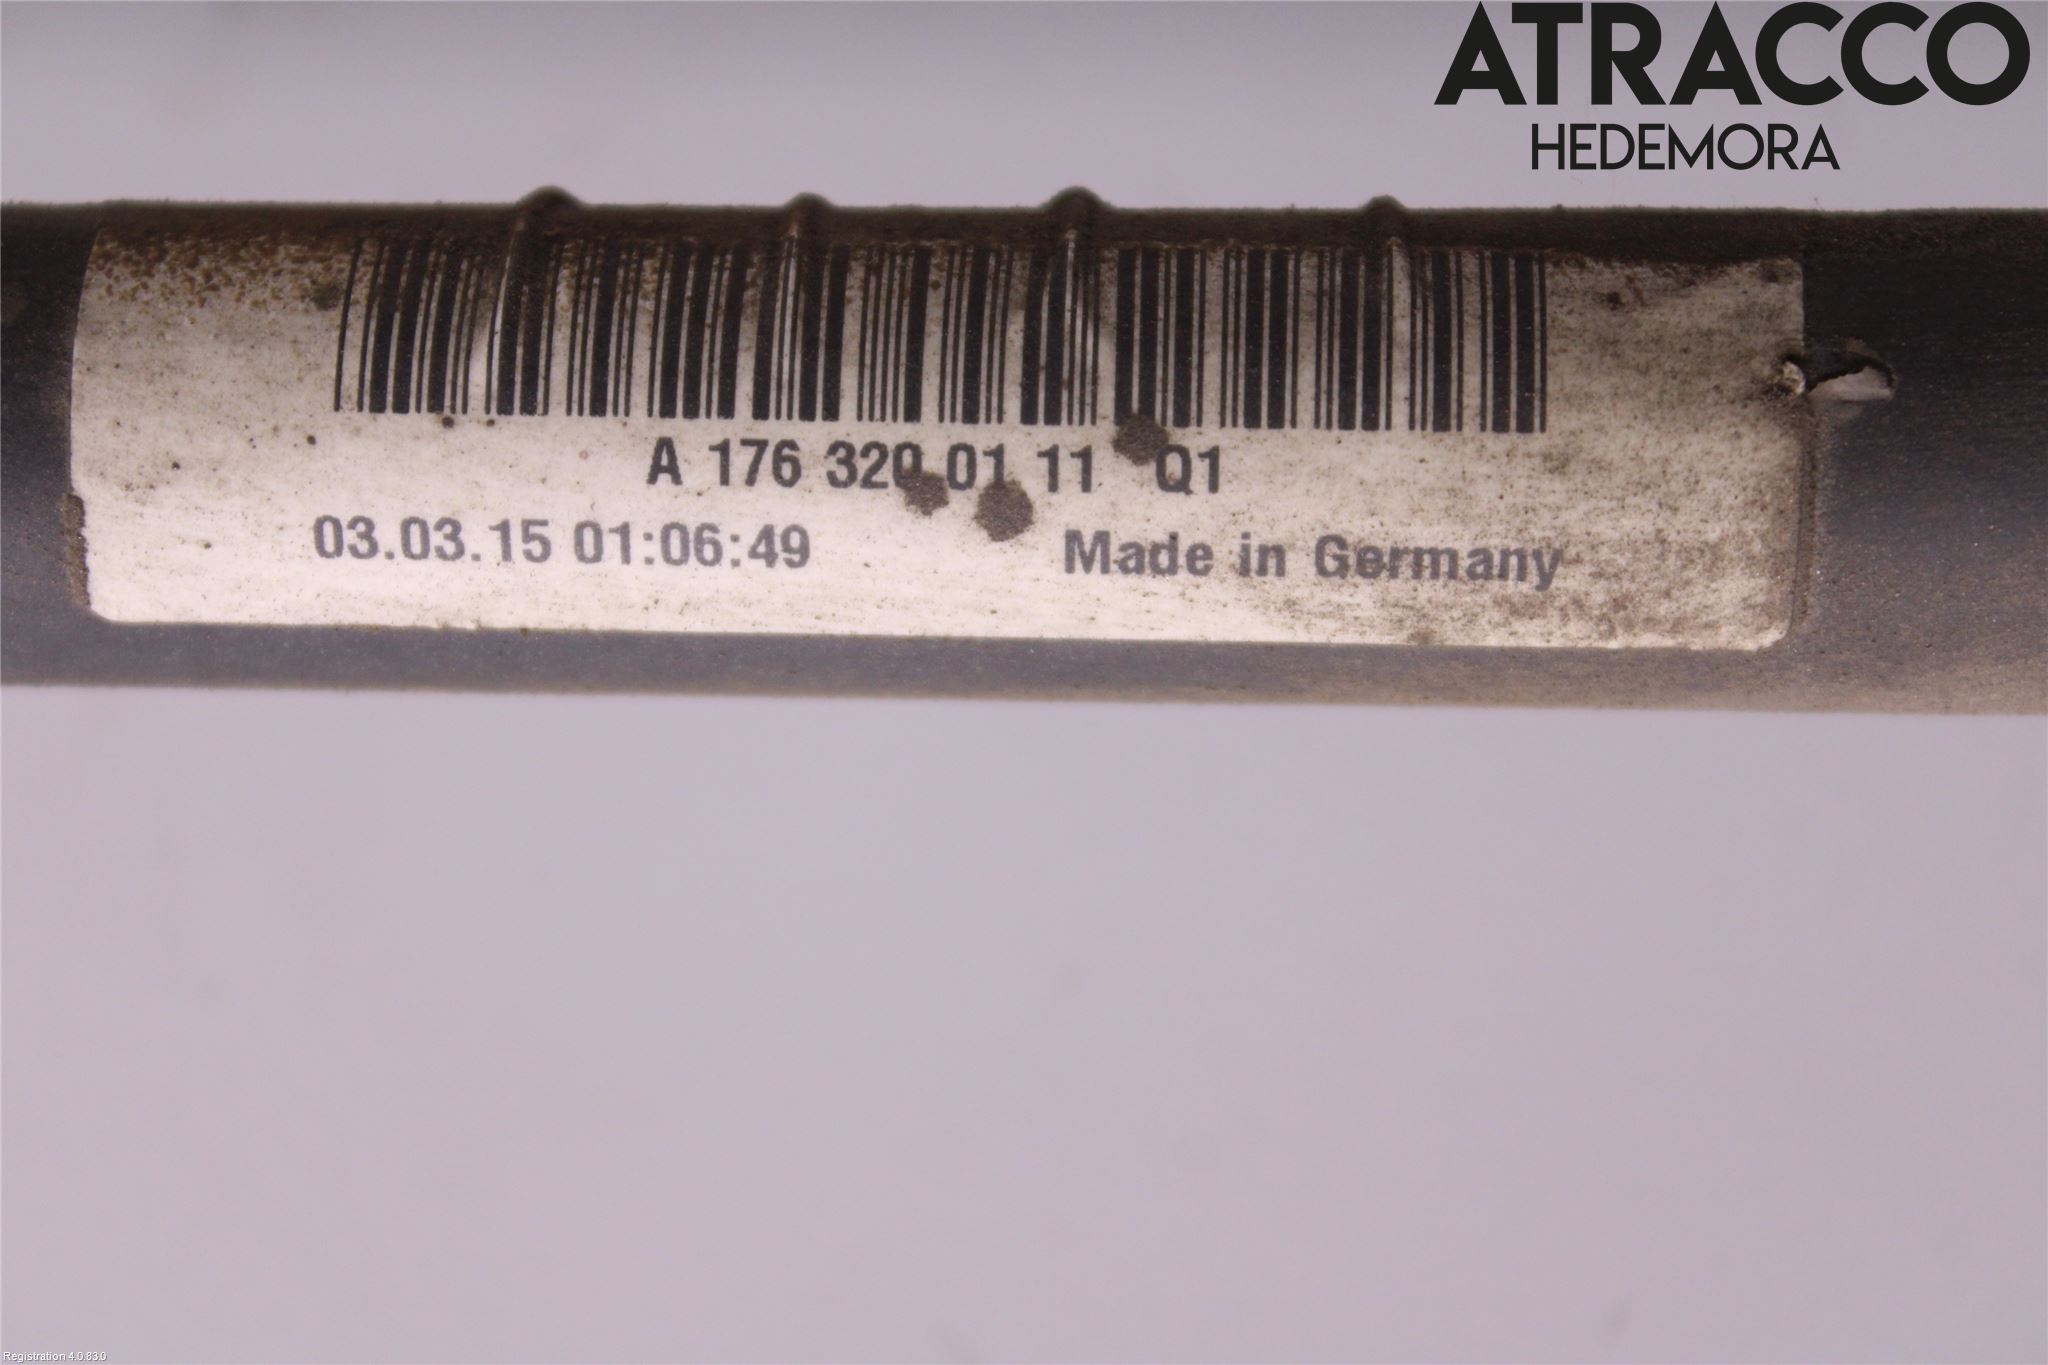 ATRACCO
HEDEMORA
A 176 320 01 11 Q1
03.03.15 01:06:49 Made in Germany
Registration 4.0.83.0